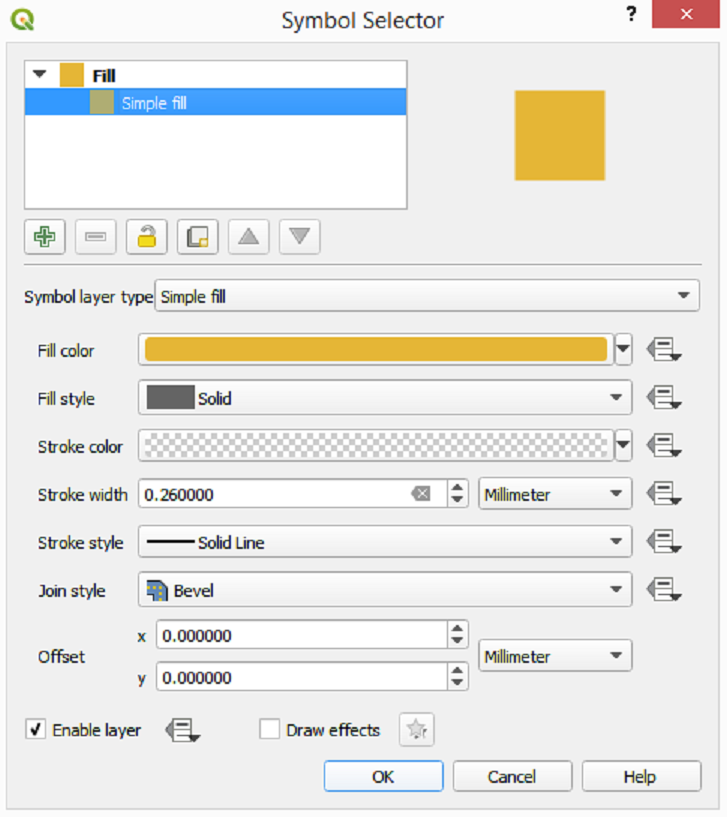 Symbol Selector
?
Fill
Simple fill
Symbol layer type Simple fill
Fill color
Fill style Solid
Stroke color
Stroke width 0.260000 Millimeter
Stroke style Solid Line
Join style Bevel
x 0.000000
Offset Millimeter
y 0.000000
Enable layer Draw effects
OK Cancel Help